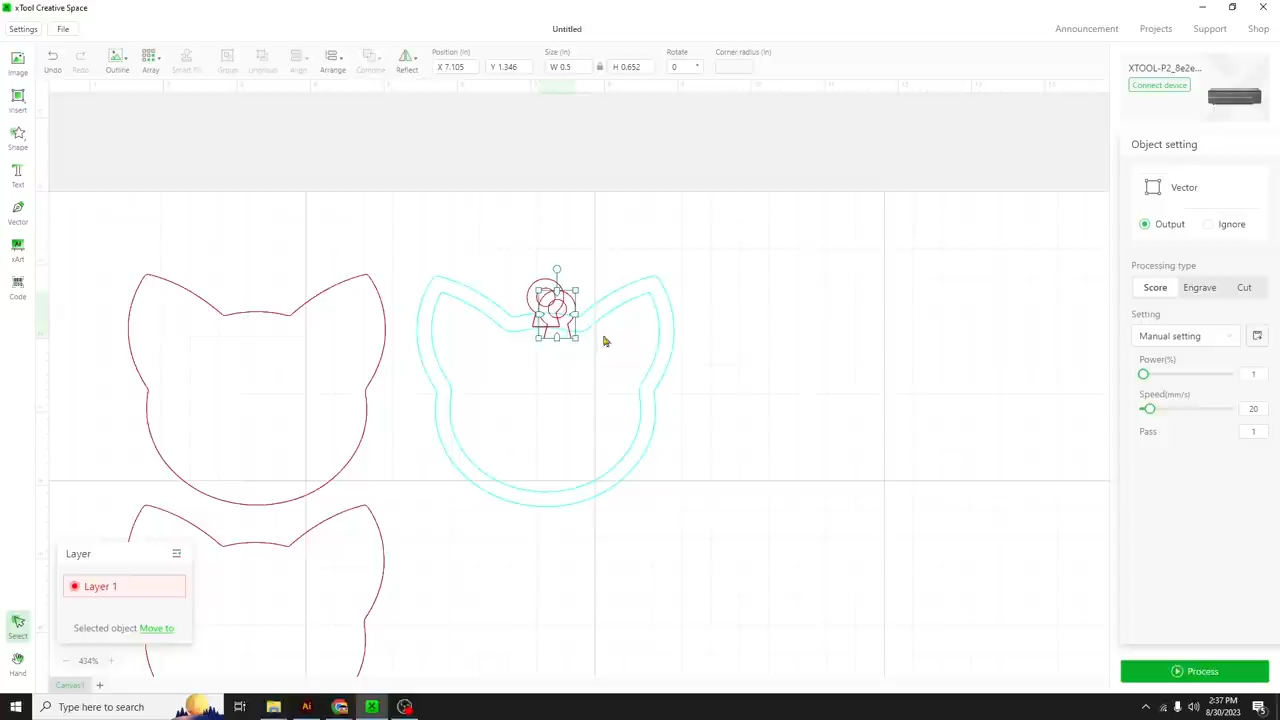 xTool Creative Space
Settings File Untitled Announcement Projects Support Shop
Undo Redo Outline Array Smart Fill Group Ungroup Align Arrange Combine Reflect
Position (in) Size (in) Rotate Corner radius (in)
X 7.105 Y 1.346 W 0.5 H 0.652 0 °
Image
Insert
Shape
Text
Vector
Ai
xArt
Code
Select
Hand
XTOOL-P2_8e2e...
Connect device
Object setting
Vector
Output Ignore
Processing type
Score Engrave Cut
Setting
Manual setting
Power(%)
1
Speed(mm/s)
20
Pass 1
Process
Layer
Layer 1
Selected object Move to
− 434% +
Canvas1 +
Type here to search
Ai
2:37 PM
8/30/2023
5